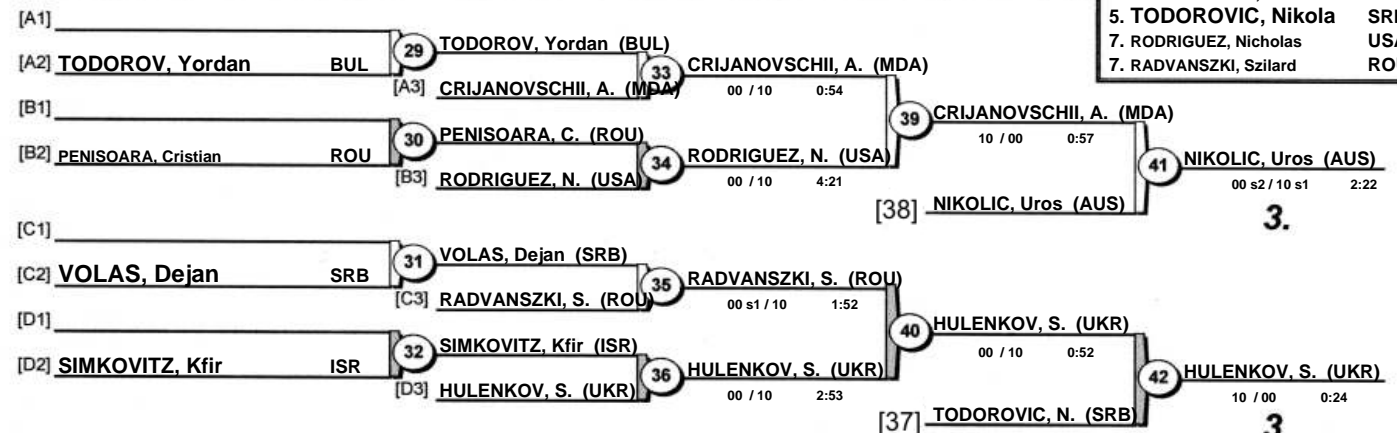 5. TODOROVIC, Nikola
7. RODRIGUEZ, Nicholas
7. RADVANSZKI, Szilard
[A1]
[A2] TODOROV, Yordan BUL
29
TODOROV, Yordan (BUL)
[A3] CRIJANOVSCHII, A. (MDA)
33
CRIJANOVSCHII, A. (MDA)
00 / 10 0:54
[B1]
[B2] PENISOARA, Cristian ROU
30
PENISOARA, C. (ROU)
[B3] RODRIGUEZ, N. (USA)
34
RODRIGUEZ, N. (USA)
00 / 10 4:21
39
CRIJANOVSCHII, A. (MDA)
10 / 00 0:57
[38] NIKOLIC, Uros (AUS)
41
NIKOLIC, Uros (AUS)
00 s2 / 10 s1 2:22
3.
[C1]
[C2] VOLAS, Dejan SRB
31
VOLAS, Dejan (SRB)
[C3] RADVANSZKI, S. (ROU)
35
RADVANSZKI, S. (ROU)
00 s1 / 10 1:52
[D1]
[D2] SIMKOVITZ, Kfir ISR
32
SIMKOVITZ, Kfir (ISR)
[D3] HULENKOV, S. (UKR)
36
HULENKOV, S. (UKR)
00 / 10 2:53
40
HULENKOV, S. (UKR)
00 / 10 0:52
[37] TODOROVIC, N. (SRB)
42
HULENKOV, S. (UKR)
10 / 00 0:24
3